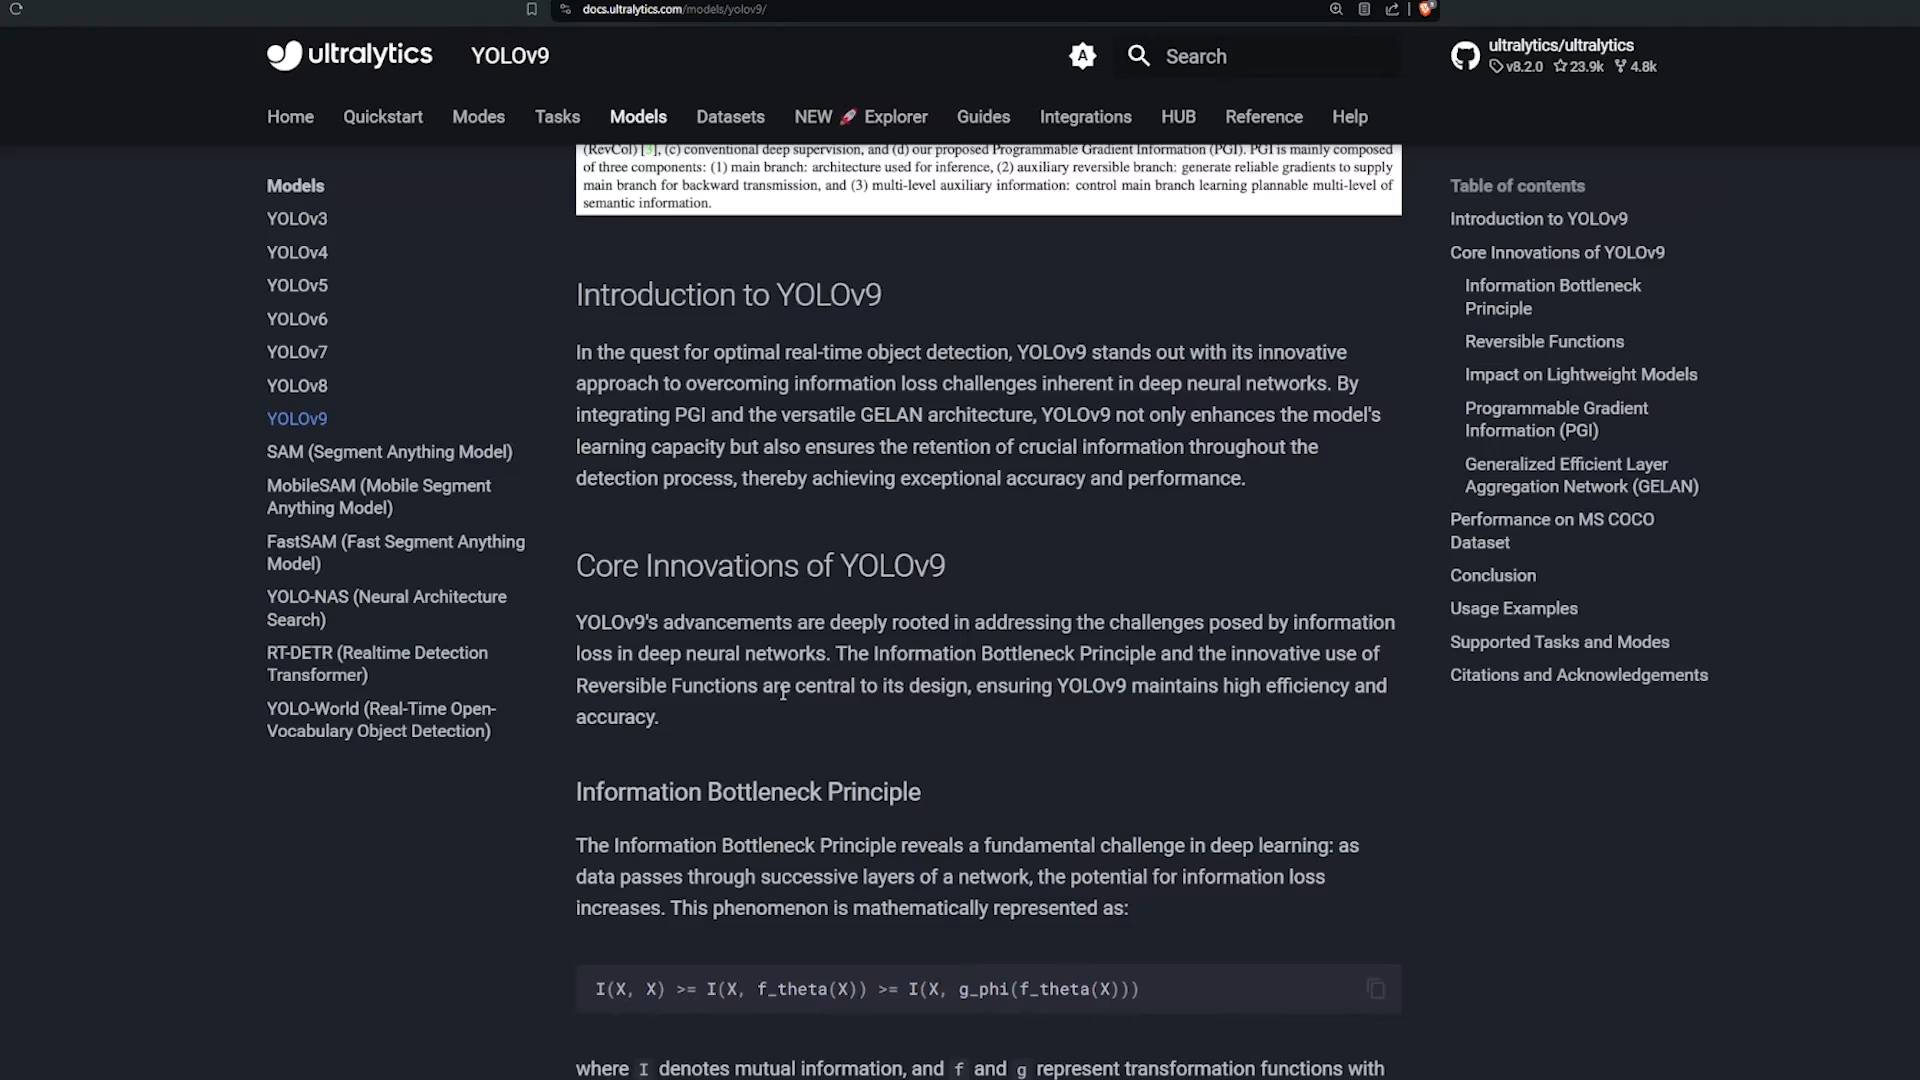 docs.ultralytics.com/models/yolov9/
ultralytics
YOLOv9
Search
ultralytics/ultralytics
v8.2.0 23.9k 4.8k
Home Quickstart Modes Tasks Models Datasets NEW 🚀 Explorer Guides Integrations HUB Reference Help
Models
YOLOv3
YOLOv4
YOLOv5
YOLOv6
YOLOv7
YOLOv8
YOLOv9
SAM (Segment Anything Model)
MobileSAM (Mobile Segment
Anything Model)
FastSAM (Fast Segment Anything
Model)
YOLO-NAS (Neural Architecture
Search)
RT-DETR (Realtime Detection
Transformer)
YOLO-World (Real-Time Open-
Vocabulary Object Detection)
(RevCol) [3], (c) conventional deep supervision, and (d) our proposed Programmable Gradient Information (PGI). PGI is mainly composed
of three components: (1) main branch: architecture used for inference, (2) auxiliary reversible branch: generate reliable gradients to supply
main branch for backward transmission, and (3) multi-level auxiliary information: control main branch learning plannable multi-level of
semantic information.
Introduction to YOLOv9
In the quest for optimal real-time object detection, YOLOv9 stands out with its innovative
approach to overcoming information loss challenges inherent in deep neural networks. By
integrating PGI and the versatile GELAN architecture, YOLOv9 not only enhances the model's
learning capacity but also ensures the retention of crucial information throughout the
detection process, thereby achieving exceptional accuracy and performance.
Core Innovations of YOLOv9
YOLOv9's advancements are deeply rooted in addressing the challenges posed by information
loss in deep neural networks. The Information Bottleneck Principle and the innovative use of
Reversible Functions are central to its design, ensuring YOLOv9 maintains high efficiency and
accuracy.
Information Bottleneck Principle
The Information Bottleneck Principle reveals a fundamental challenge in deep learning: as
data passes through successive layers of a network, the potential for information loss
increases. This phenomenon is mathematically represented as:
I(X, X) >= I(X, f_theta(X)) >= I(X, g_phi(f_theta(X)))
where I denotes mutual information, and f and g represent transformation functions with
Table of contents
Introduction to YOLOv9
Core Innovations of YOLOv9
Information Bottleneck
Principle
Reversible Functions
Impact on Lightweight Models
Programmable Gradient
Information (PGI)
Generalized Efficient Layer
Aggregation Network (GELAN)
Performance on MS COCO
Dataset
Conclusion
Usage Examples
Supported Tasks and Modes
Citations and Acknowledgements